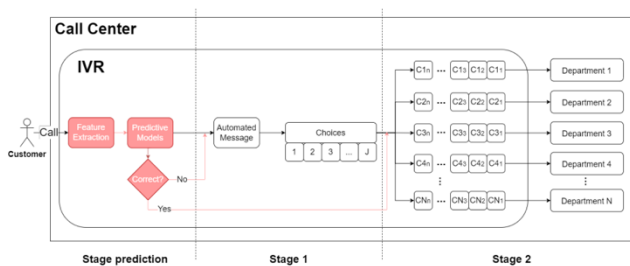 Call Center
IVR
Customer
Call
Feature
Extraction
Predictive
Models
Correct?
No
Yes
Automated
Message
Choices
1 2 3 ... J
C1n ... C13 C12 C11
Department 1
C2n ... C23 C22 C21
Department 2
C3n ... C33 C32 C31
Department 3
C4n ... C43 C42 C41
Department 4
CNn ... CN3 CN2 CN1
Department N
Stage prediction
Stage 1
Stage 2